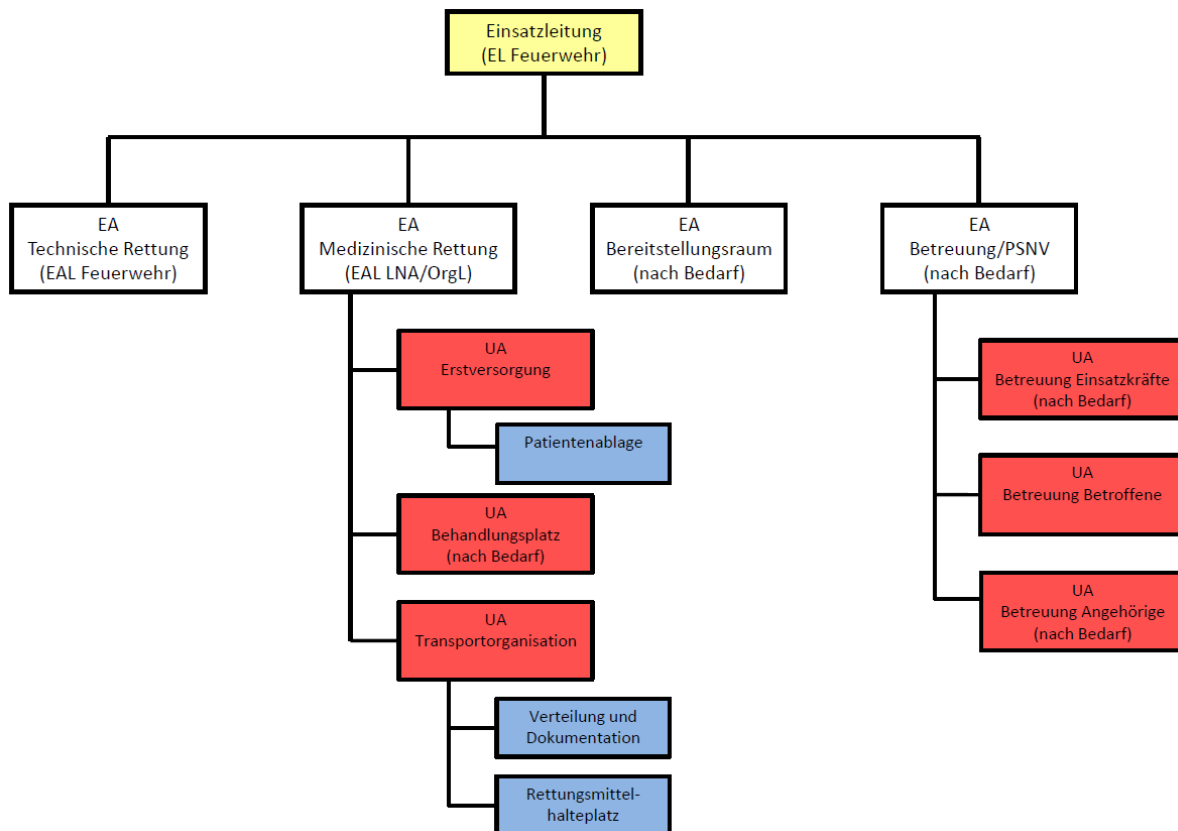 Einsatzleitung
(EL Feuerwehr)
EA
Technische Rettung
(EAL Feuerwehr)
EA
Medizinische Rettung
(EAL LNA/OrgL)
EA
Bereitstellungsraum
(nach Bedarf)
EA
Betreuung/PSNV
(nach Bedarf)
UA
Erstversorgung
Patientenablage
UA
Behandlungsplatz
(nach Bedarf)
UA
Transportorganisation
Verteilung und
Dokumentation
Rettungsmittel-
halteplatz
UA
Betreuung Einsatzkräfte
(nach Bedarf)
UA
Betreuung Betroffene
UA
Betreuung Angehörige
(nach Bedarf)